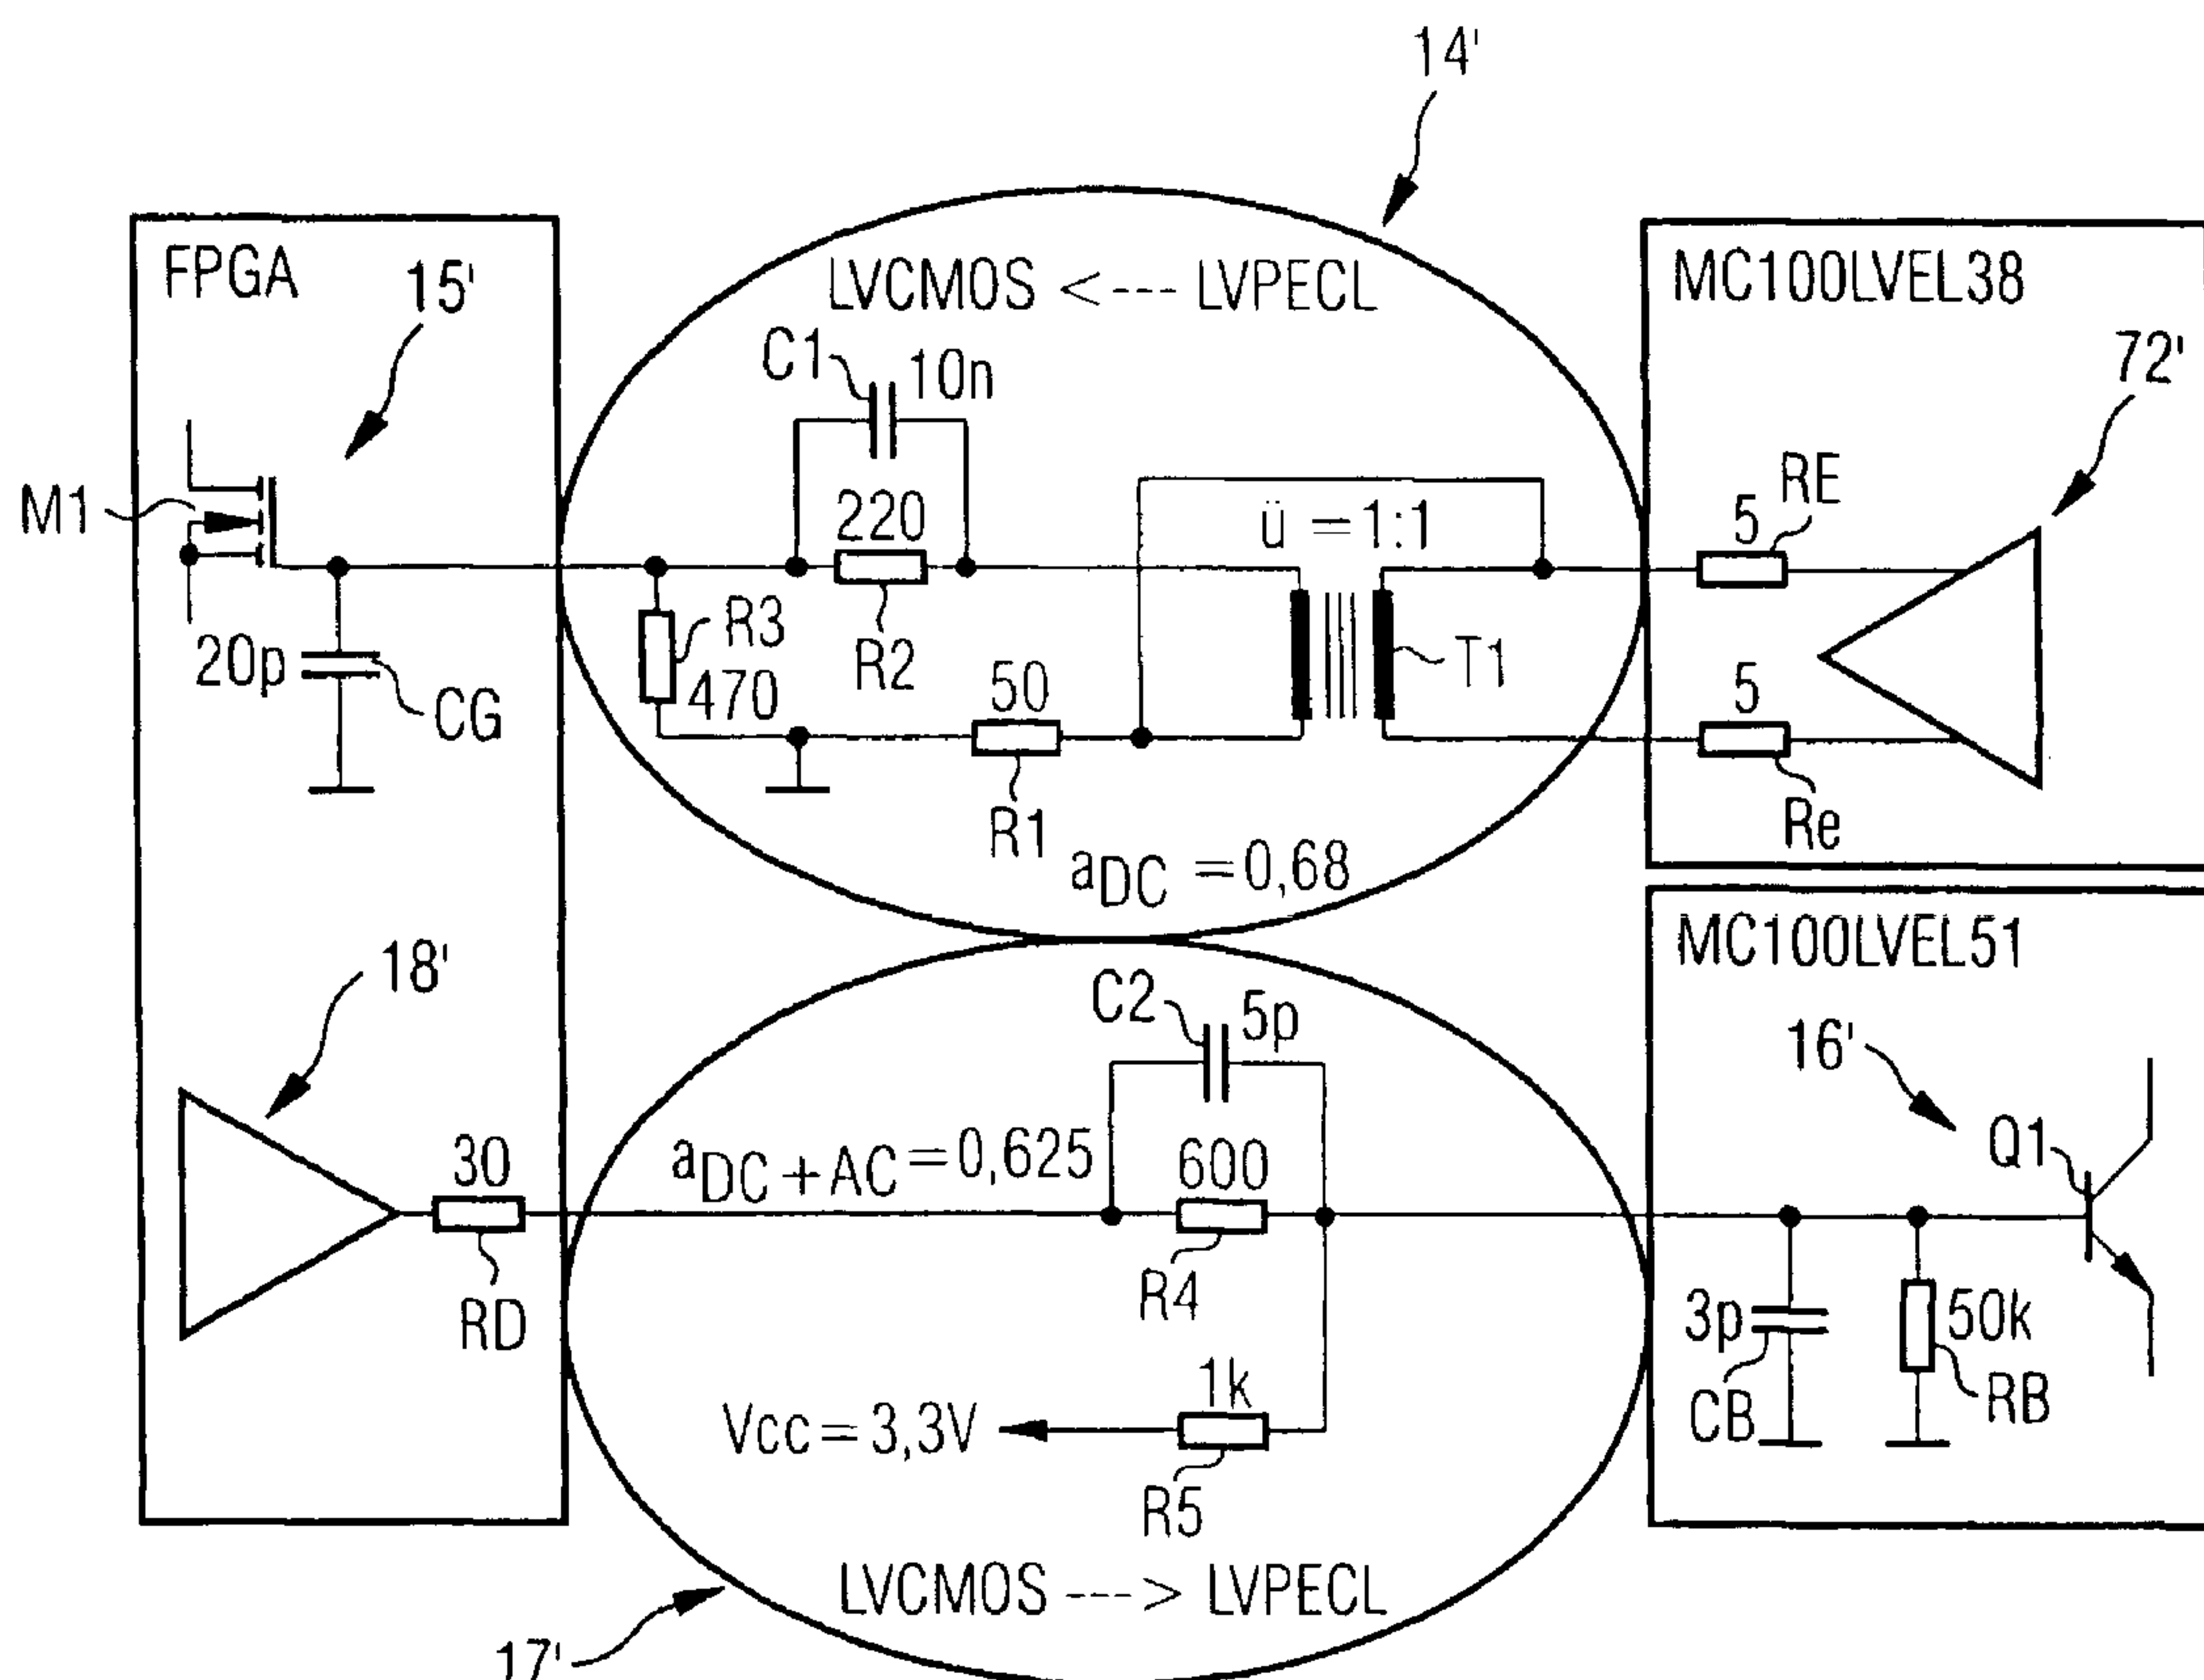 14'
FPGA
15'
LVCMOS <--- LVPECL
MC100LVEL38
72'
C1
10n
M1
220
R2
ü = 1:1
5
RE
20p
CG
R3
470
50
R1
T1
5
Re
aDC = 0,68
MC100LVEL51
18'
C2
5p
16'
Q1
30
RD
aDC + AC = 0,625
600
R4
3p
CB
50k
RB
Vcc = 3,3V
1k
R5
LVCMOS ---> LVPECL
17'